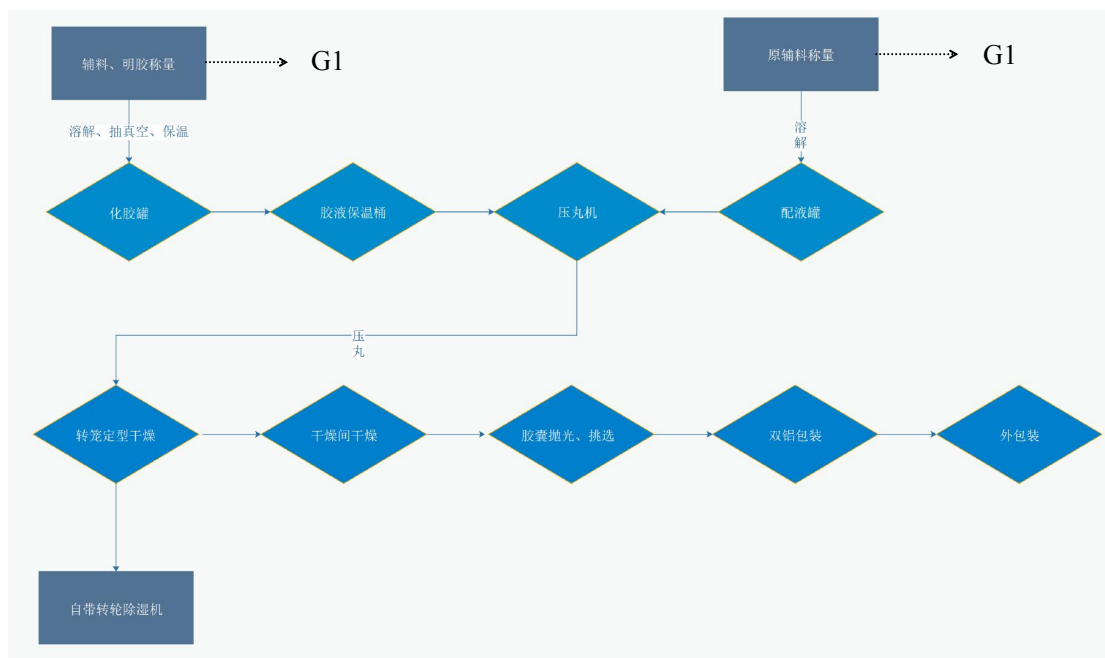 辅料、明胶称量
G1
原辅料称量
G1
溶解、抽真空、保温
溶
解
化胶罐
胶液保温桶
压丸机
配液罐
压
丸
转笼定型干燥
干燥间干燥
胶囊抛光、挑选
双铝包装
外包装
自带转轮除湿机